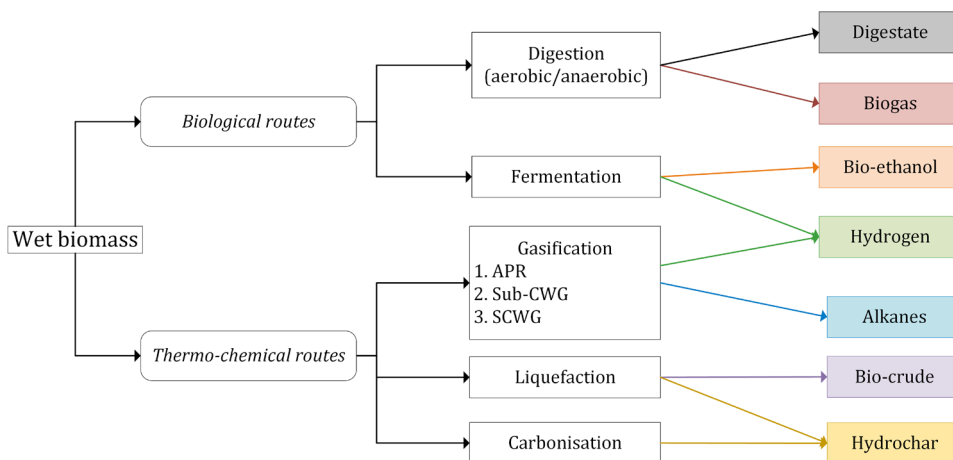 Wet biomass
Biological routes
Thermo-chemical routes
Digestion
(aerobic/anaerobic)
Fermentation
Gasification
1. APR
2. Sub-CWG
3. SCWG
Liquefaction
Carbonisation
Digestate
Biogas
Bio-ethanol
Hydrogen
Alkanes
Bio-crude
Hydrochar